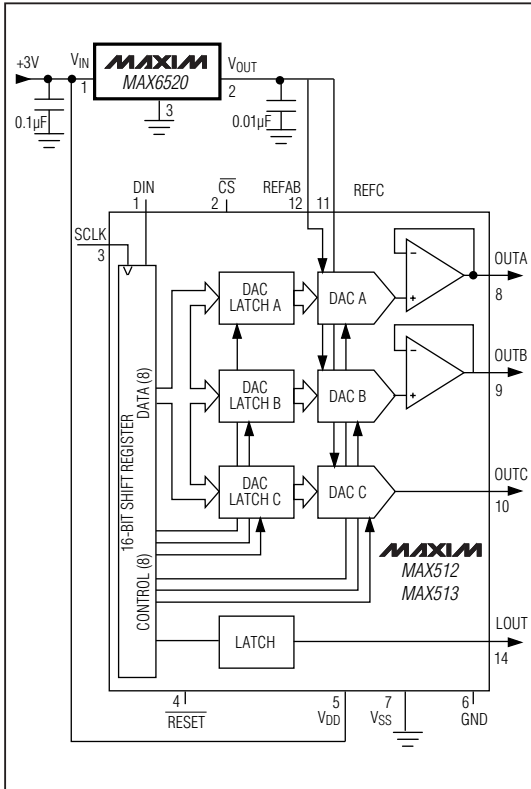 +3V
VIN
1
MAXIM
MAX6520
VOUT
2
3
0.1µF
0.01µF
DIN
1
CS
2
REFAB
12
11
REFC
SCLK
3
16-BIT SHIFT REGISTER
DATA (8)
CONTROL (8)
DAC
LATCH A
DAC A
−
+
OUTA
8
DAC
LATCH B
DAC B
−
+
OUTB
9
DAC
LATCH C
DAC C
OUTC
10
MAXIM
MAX512
MAX513
LATCH
LOUT
14
4
RESET
5
VDD
7
VSS
6
GND